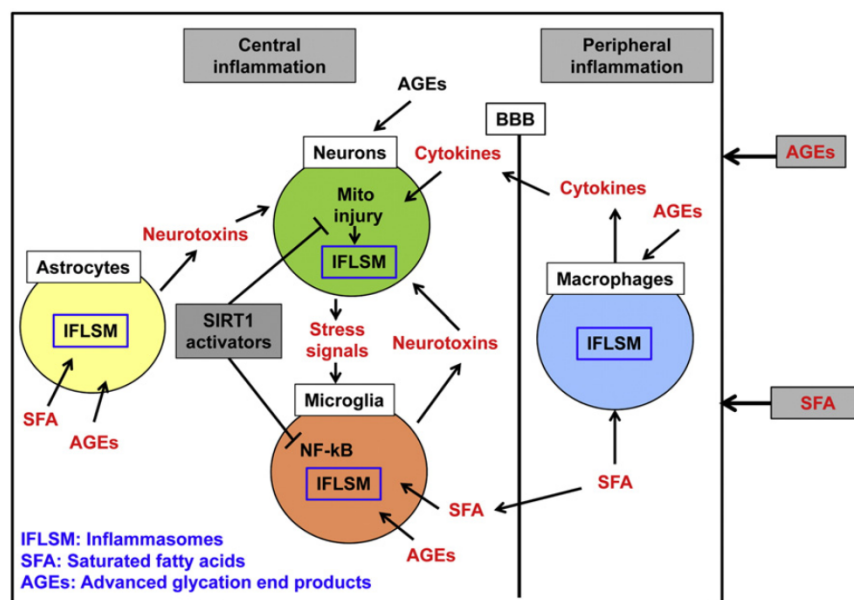 Central
inflammation
Peripheral
inflammation
AGEs
BBB
Neurons
Cytokines
AGEs
Mito
injury
Cytokines
AGEs
Neurotoxins
IFLSM
Astrocytes
Macrophages
IFLSM
SIRT1
activators
Stress
signals
Neurotoxins
IFLSM
Microglia
SFA
SFA
AGEs
NF-kB
IFLSM
SFA
SFA
AGEs
IFLSM: Inflammasomes
SFA: Saturated fatty acids
AGEs: Advanced glycation end products